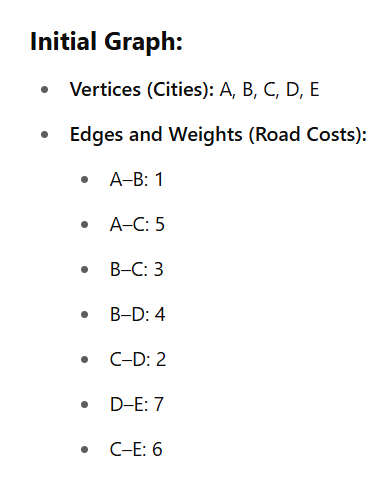 Initial Graph:
Vertices (Cities): A, B, C, D, E
Edges and Weights (Road Costs):
A–B: 1
A–C: 5
B–C: 3
B–D: 4
C–D: 2
D–E: 7
C–E: 6